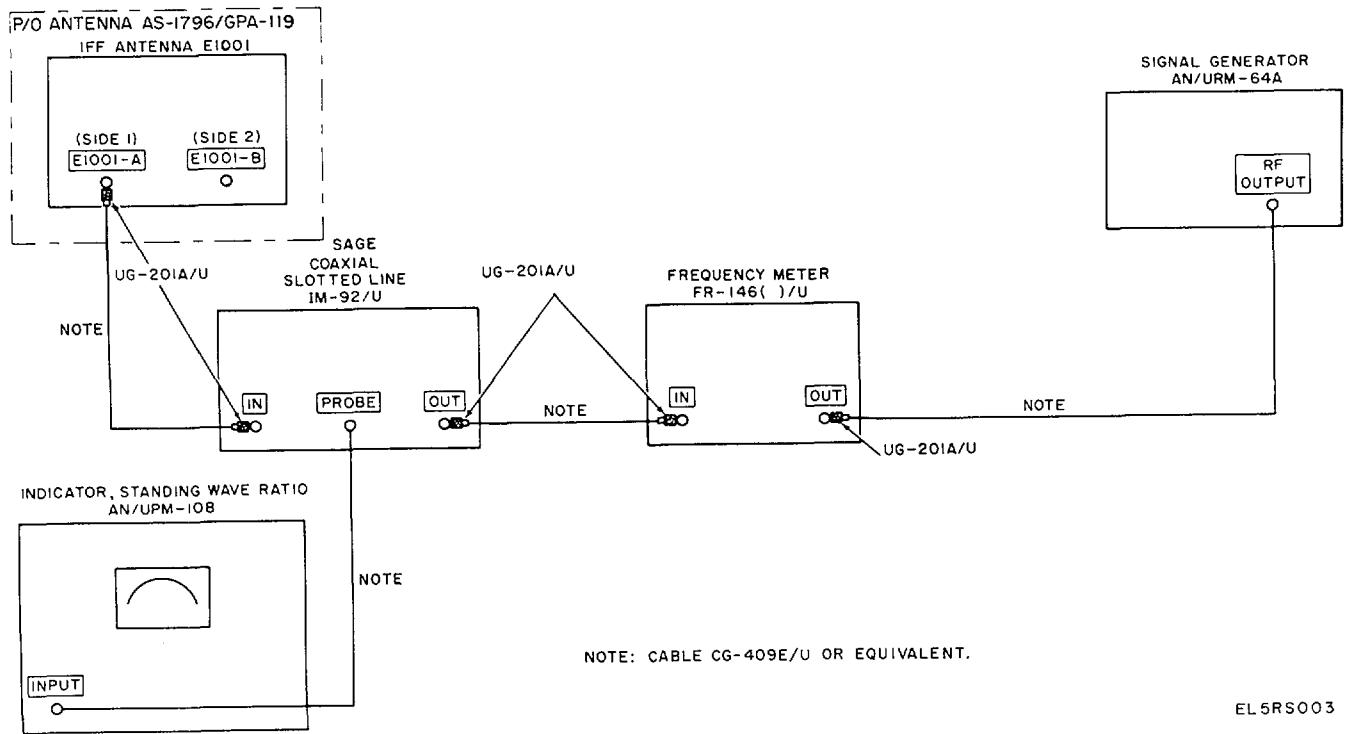 P/O ANTENNA AS-1796/GPA-119
IFF ANTENNA E1001
(SIDE 1)
E1001-A
(SIDE 2)
E1001-B
UG-201A/U
NOTE
SAGE
COAXIAL
SLOTTED LINE
IM-92/U
IN
PROBE
OUT
UG-201A/U
NOTE
FREQUENCY METER
FR-146( )/U
IN
OUT
UG-201A/U
NOTE
SIGNAL GENERATOR
AN/URM-64A
RF
OUTPUT
INDICATOR, STANDING WAVE RATIO
AN/UPM-108
INPUT
NOTE
NOTE: CABLE CG-409E/U OR EQUIVALENT.
EL5RS003